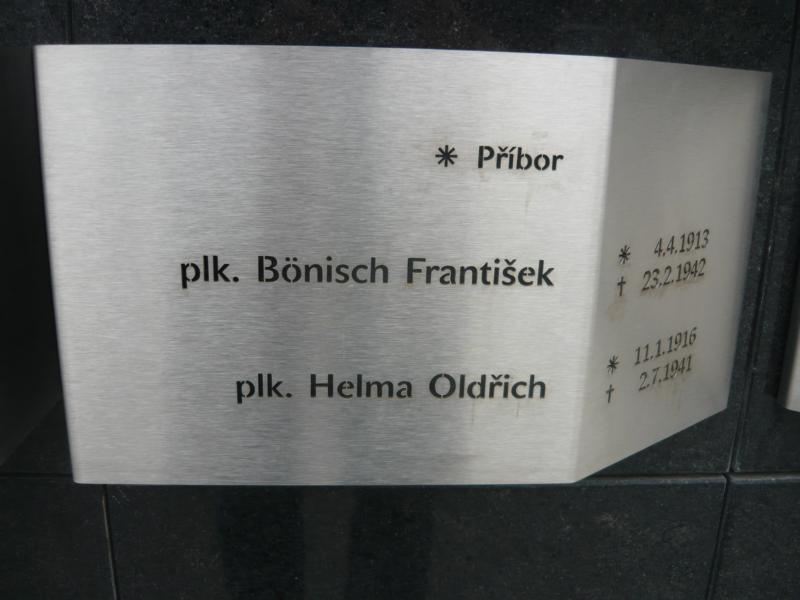 * Příbor
plk. Bönisch František * 4.4.1913
† 23.2.1942
plk. Helma Oldřich * 11.1.1916
† 2.7.1941